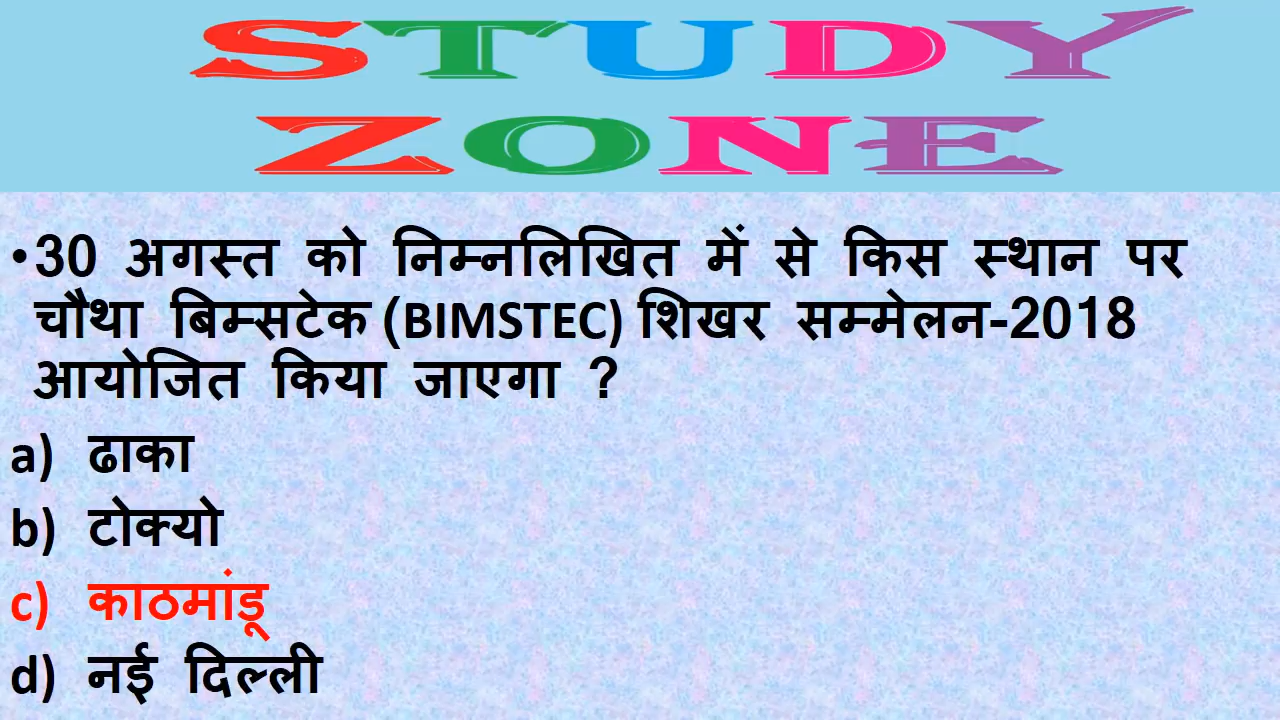 STUDY
ZONE
•30 अगस्त को निम्नलिखित में से किस स्थान पर
चौथा बिम्सटेक (BIMSTEC) शिखर सम्मेलन-2018
आयोजित किया जाएगा ?
a) ढाका
b) टोक्यो
c) काठमांडू
d) नई दिल्ली